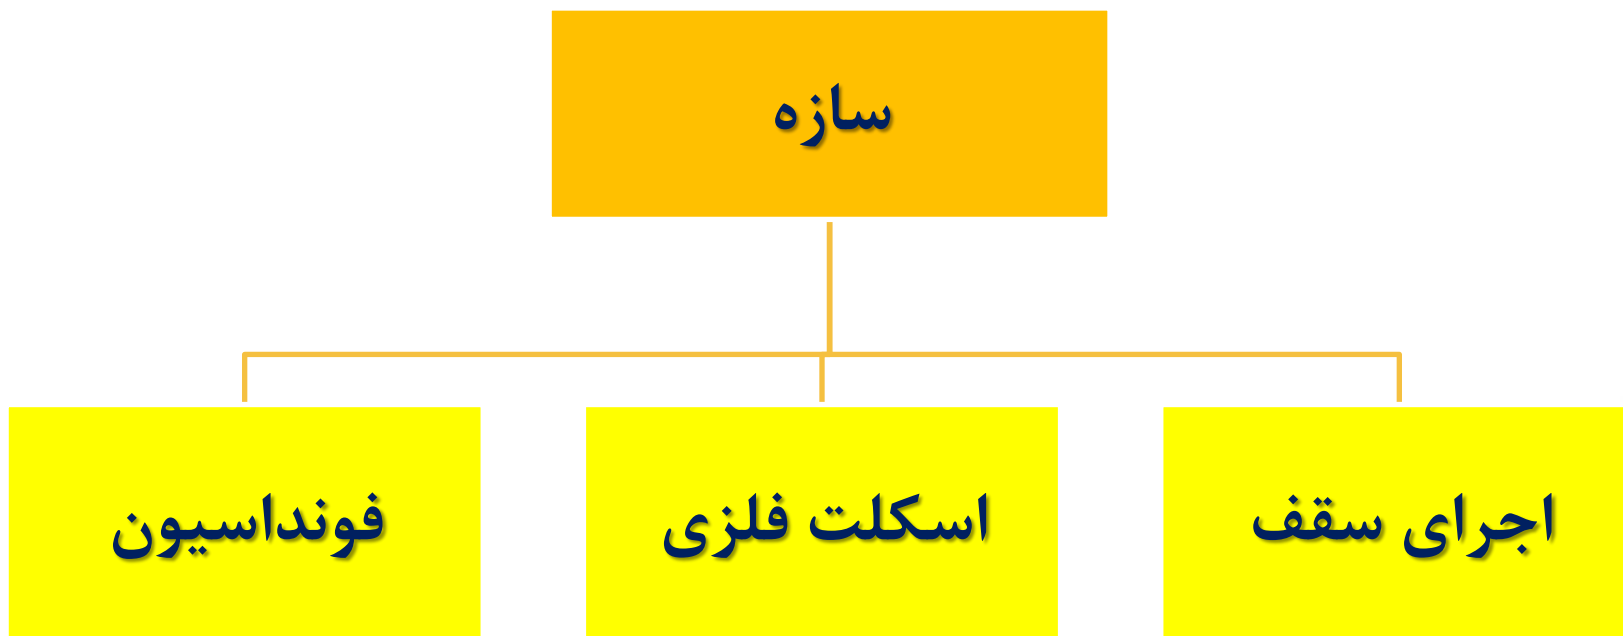 سازه
اجرای سقف
اسکلت فلزی
فونداسیون